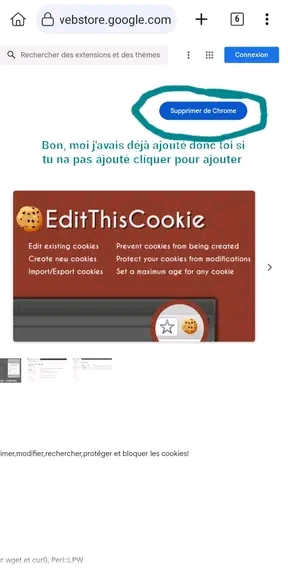 vebstore.google.com
6
Rechercher des extensions et des thèmes
Connexion
Supprimer de Chrome
Bon, moi j'avais déjà ajouté donc toi si
tu na pas ajouté cliquer pour ajouter
EditThisCookie
Edit existing cookies
Prevent cookies from being created
Create new cookies
Protect your cookies from modifications
Import/Export cookies
Set a maximum age for any cookie
imer,modifier,rechercher,protéger et bloquer les cookies!
r wget et curl), Perl::LPW